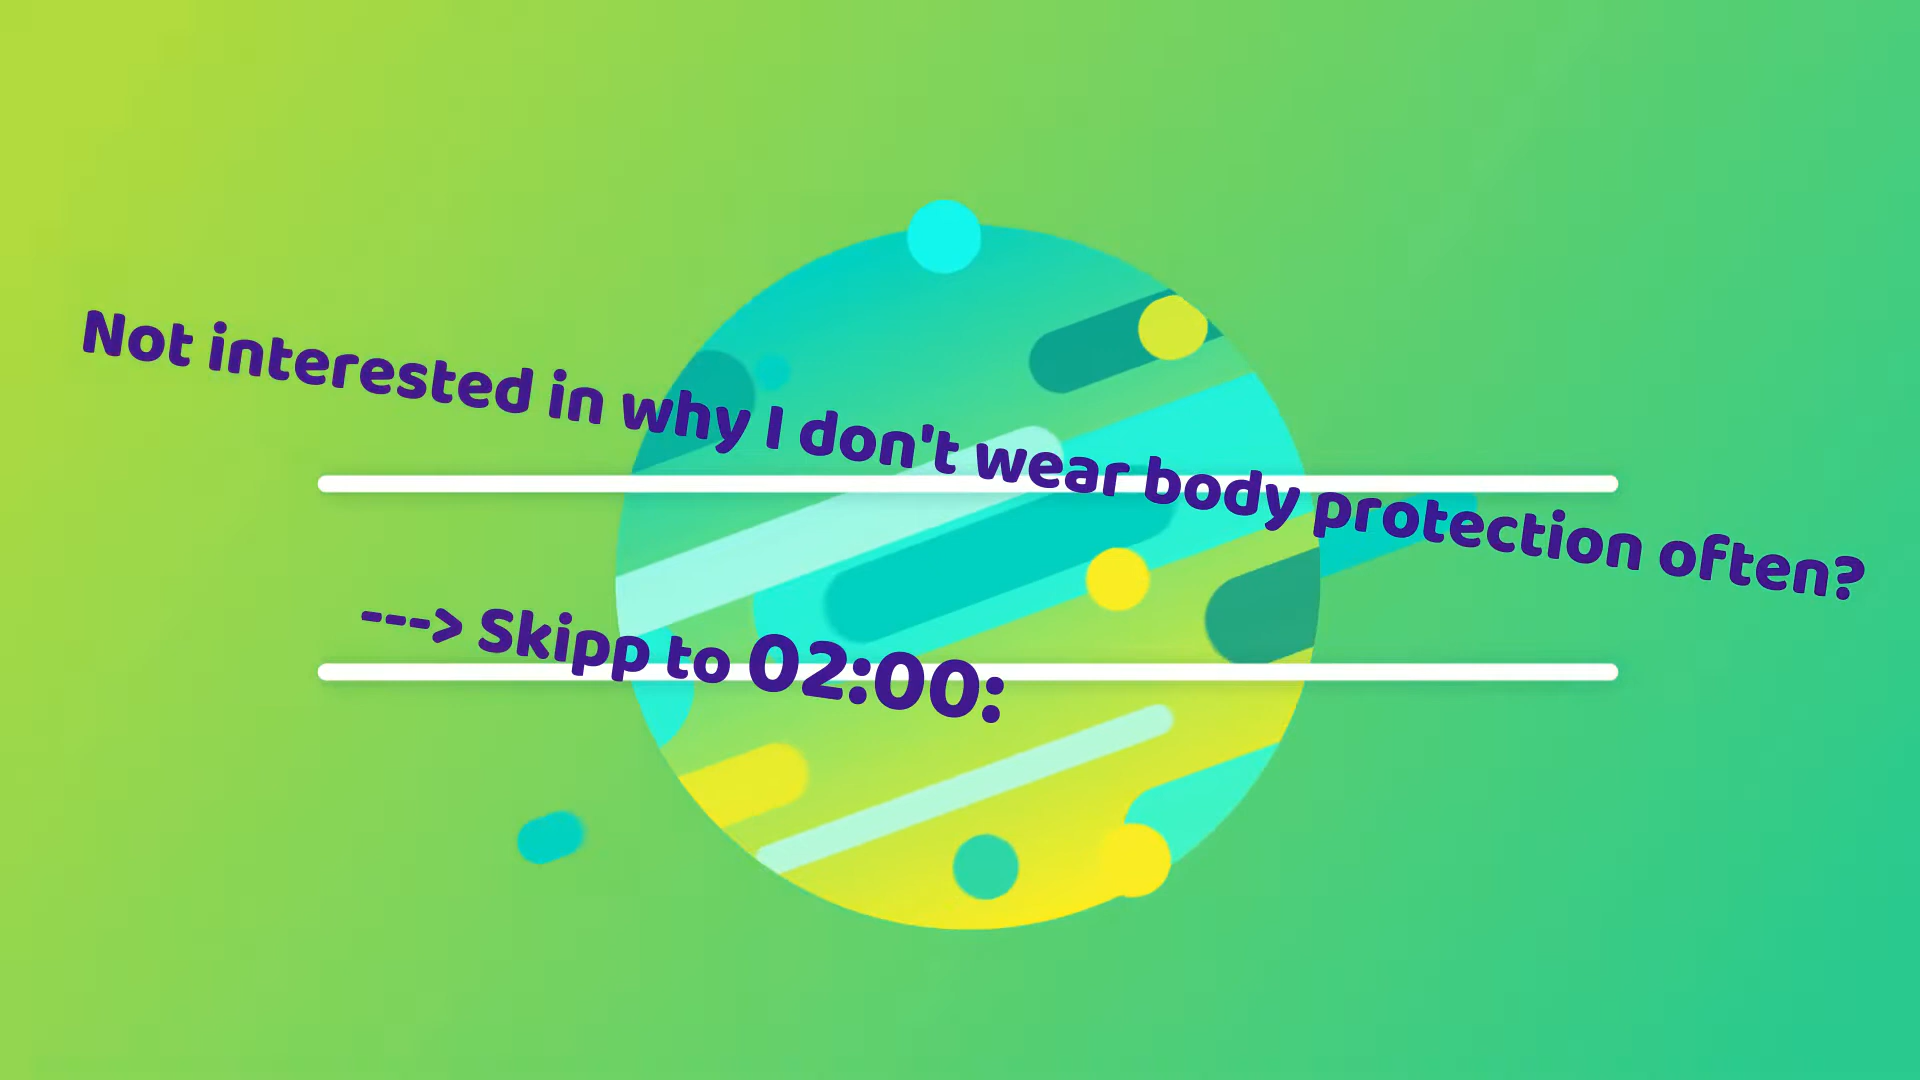 Not interested in why I don't wear body protection often?
---> Skipp to 02:00: